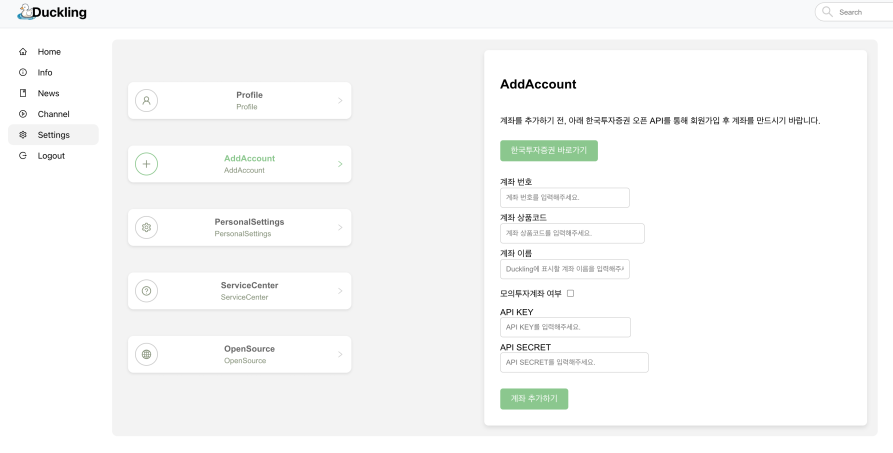 Duckling
Search
Home
Info
News
Channel
Settings
Logout
Profile
Profile
AddAccount
AddAccount
PersonalSettings
PersonalSettings
ServiceCenter
ServiceCenter
OpenSource
OpenSource
AddAccount
계좌를 추가하기 전, 아래 한국투자증권 오픈 API를 통해 회원가입 후 계좌를 만드시기 바랍니다.
한국투자증권 바로가기
계좌 번호
계좌 번호를 입력해주세요.
계좌 상품코드
계좌 상품코드를 입력해주세요.
계좌 이름
Duckling에 표시할 계좌 이름을 입력해주
모의투자계좌 여부
API KEY
API KEY를 입력해주세요.
API SECRET
API SECRET를 입력해주세요.
계좌 추가하기